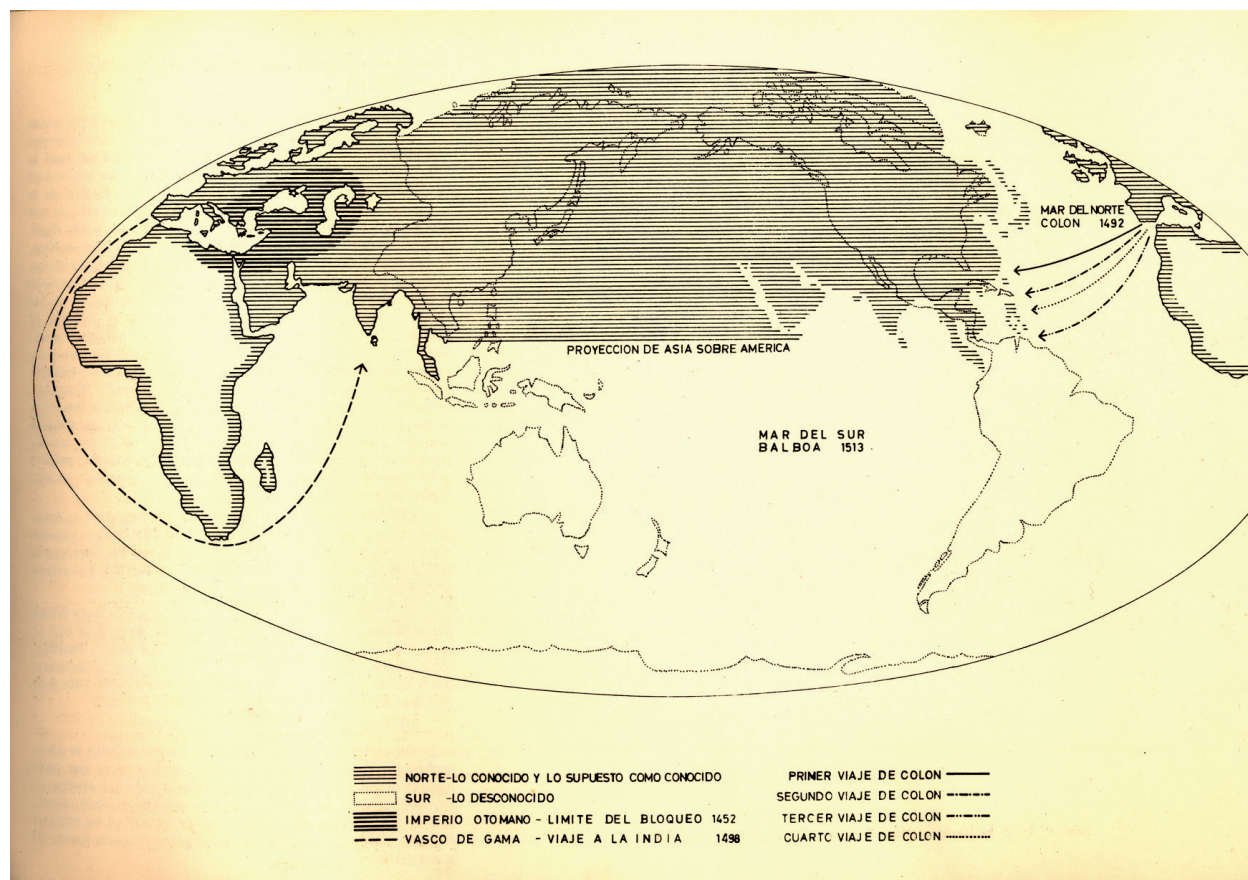 MAR DEL NORTE
COLON 1492
PROYECCION DE ASIA SOBRE AMERICA
MAR DEL SUR
BALBOA 1513
NORTE-LO CONOCIDO Y LO SUPUESTO COMO CONOCIDO
SUR -LO DESCONOCIDO
IMPERIO OTOMANO - LIMITE DEL BLOQUEO 1452
VASCO DE GAMA - VIAJE A LA INDIA 1498
PRIMER VIAJE DE COLON
SEGUNDO VIAJE DE COLON
TERCER VIAJE DE COLON
CUARTO VIAJE DE COLON